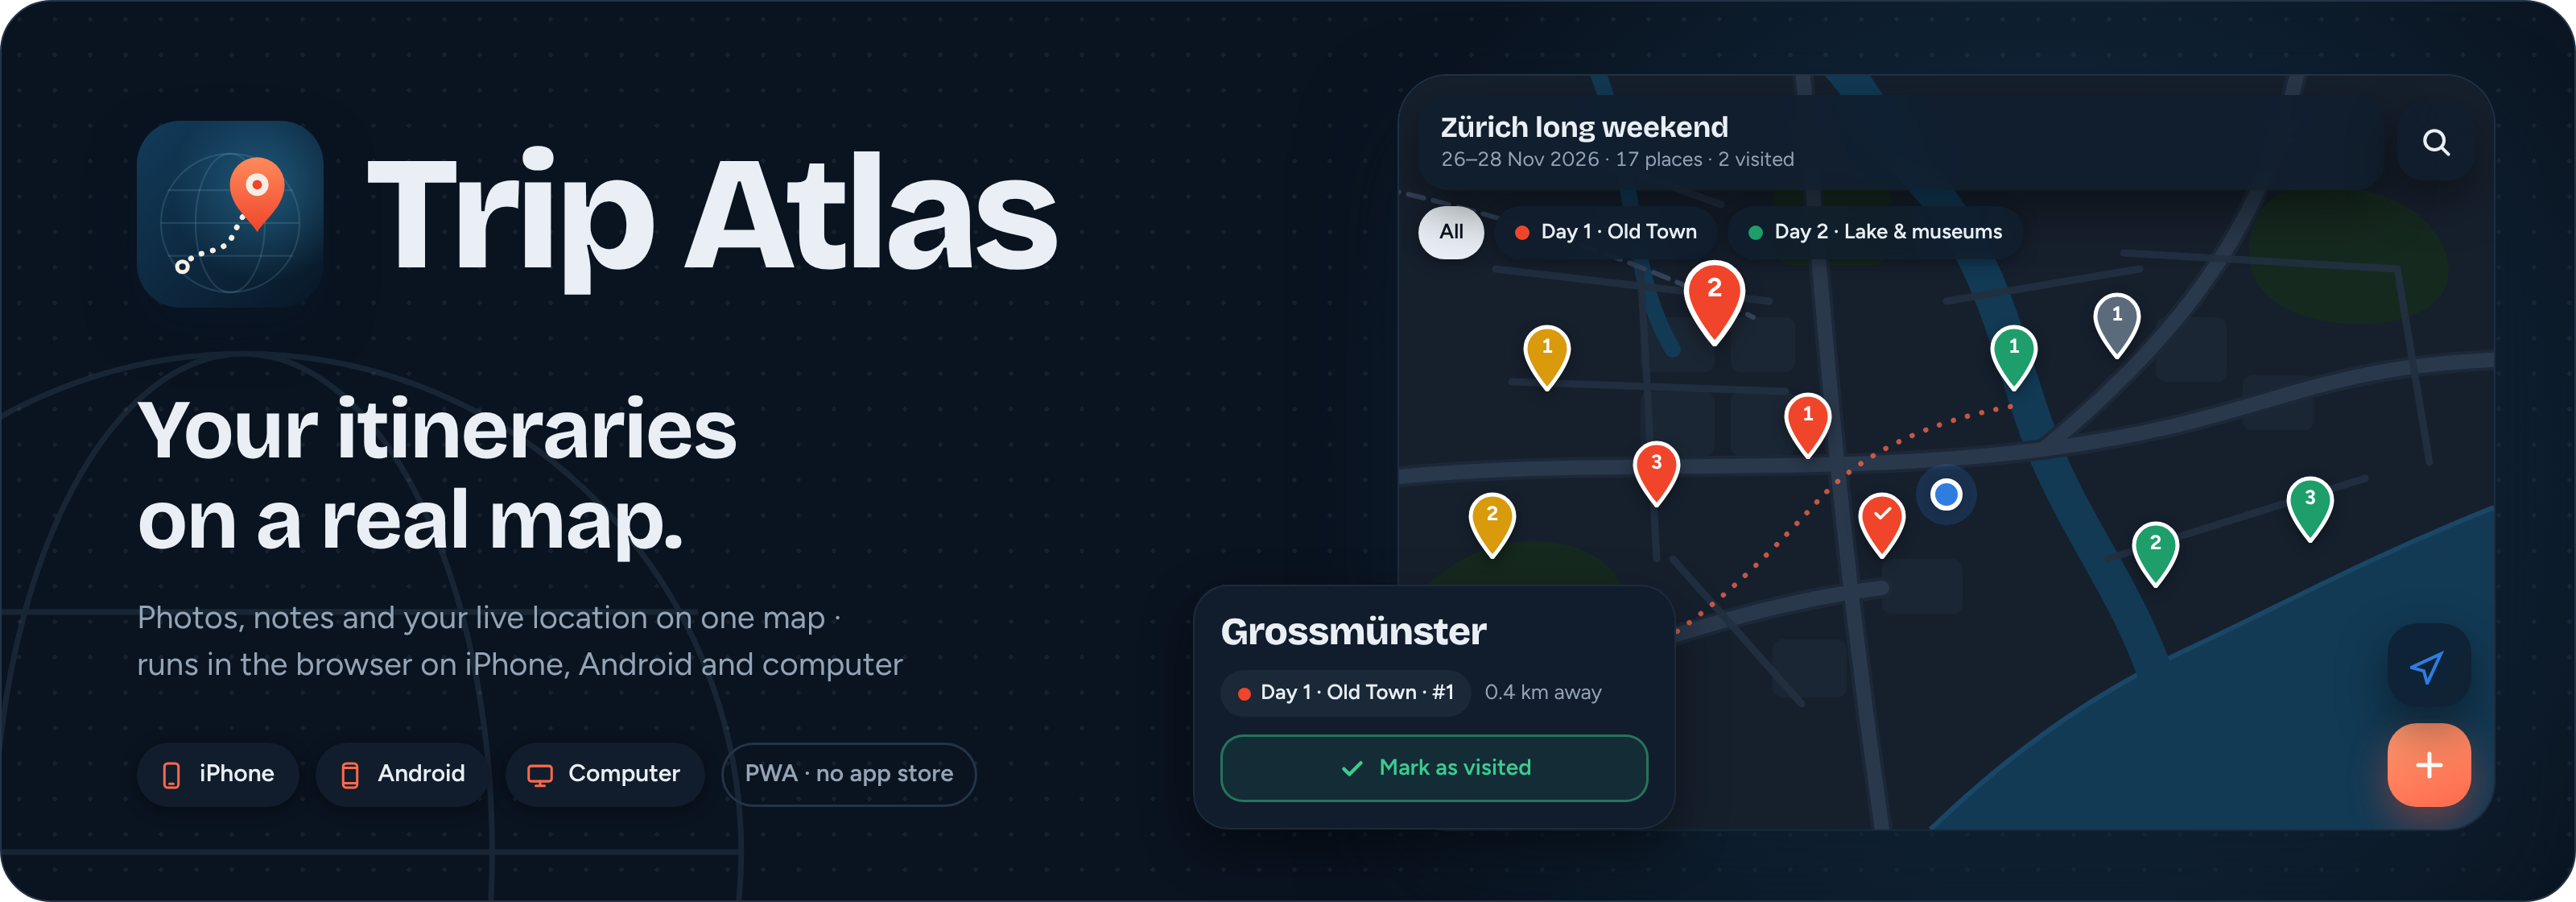 Trip Atlas
Your itineraries
on a real map.
Photos, notes and your live location on one map ·
runs in the browser on iPhone, Android and computer
iPhone
Android
Computer
PWA · no app store
Zürich long weekend
26–28 Nov 2026 · 17 places · 2 visited
All
Day 1 · Old Town
Day 2 · Lake & museums
2
1
1
1
1
3
2
3
2
Grossmünster
Day 1 · Old Town · #1
0.4 km away
Mark as visited